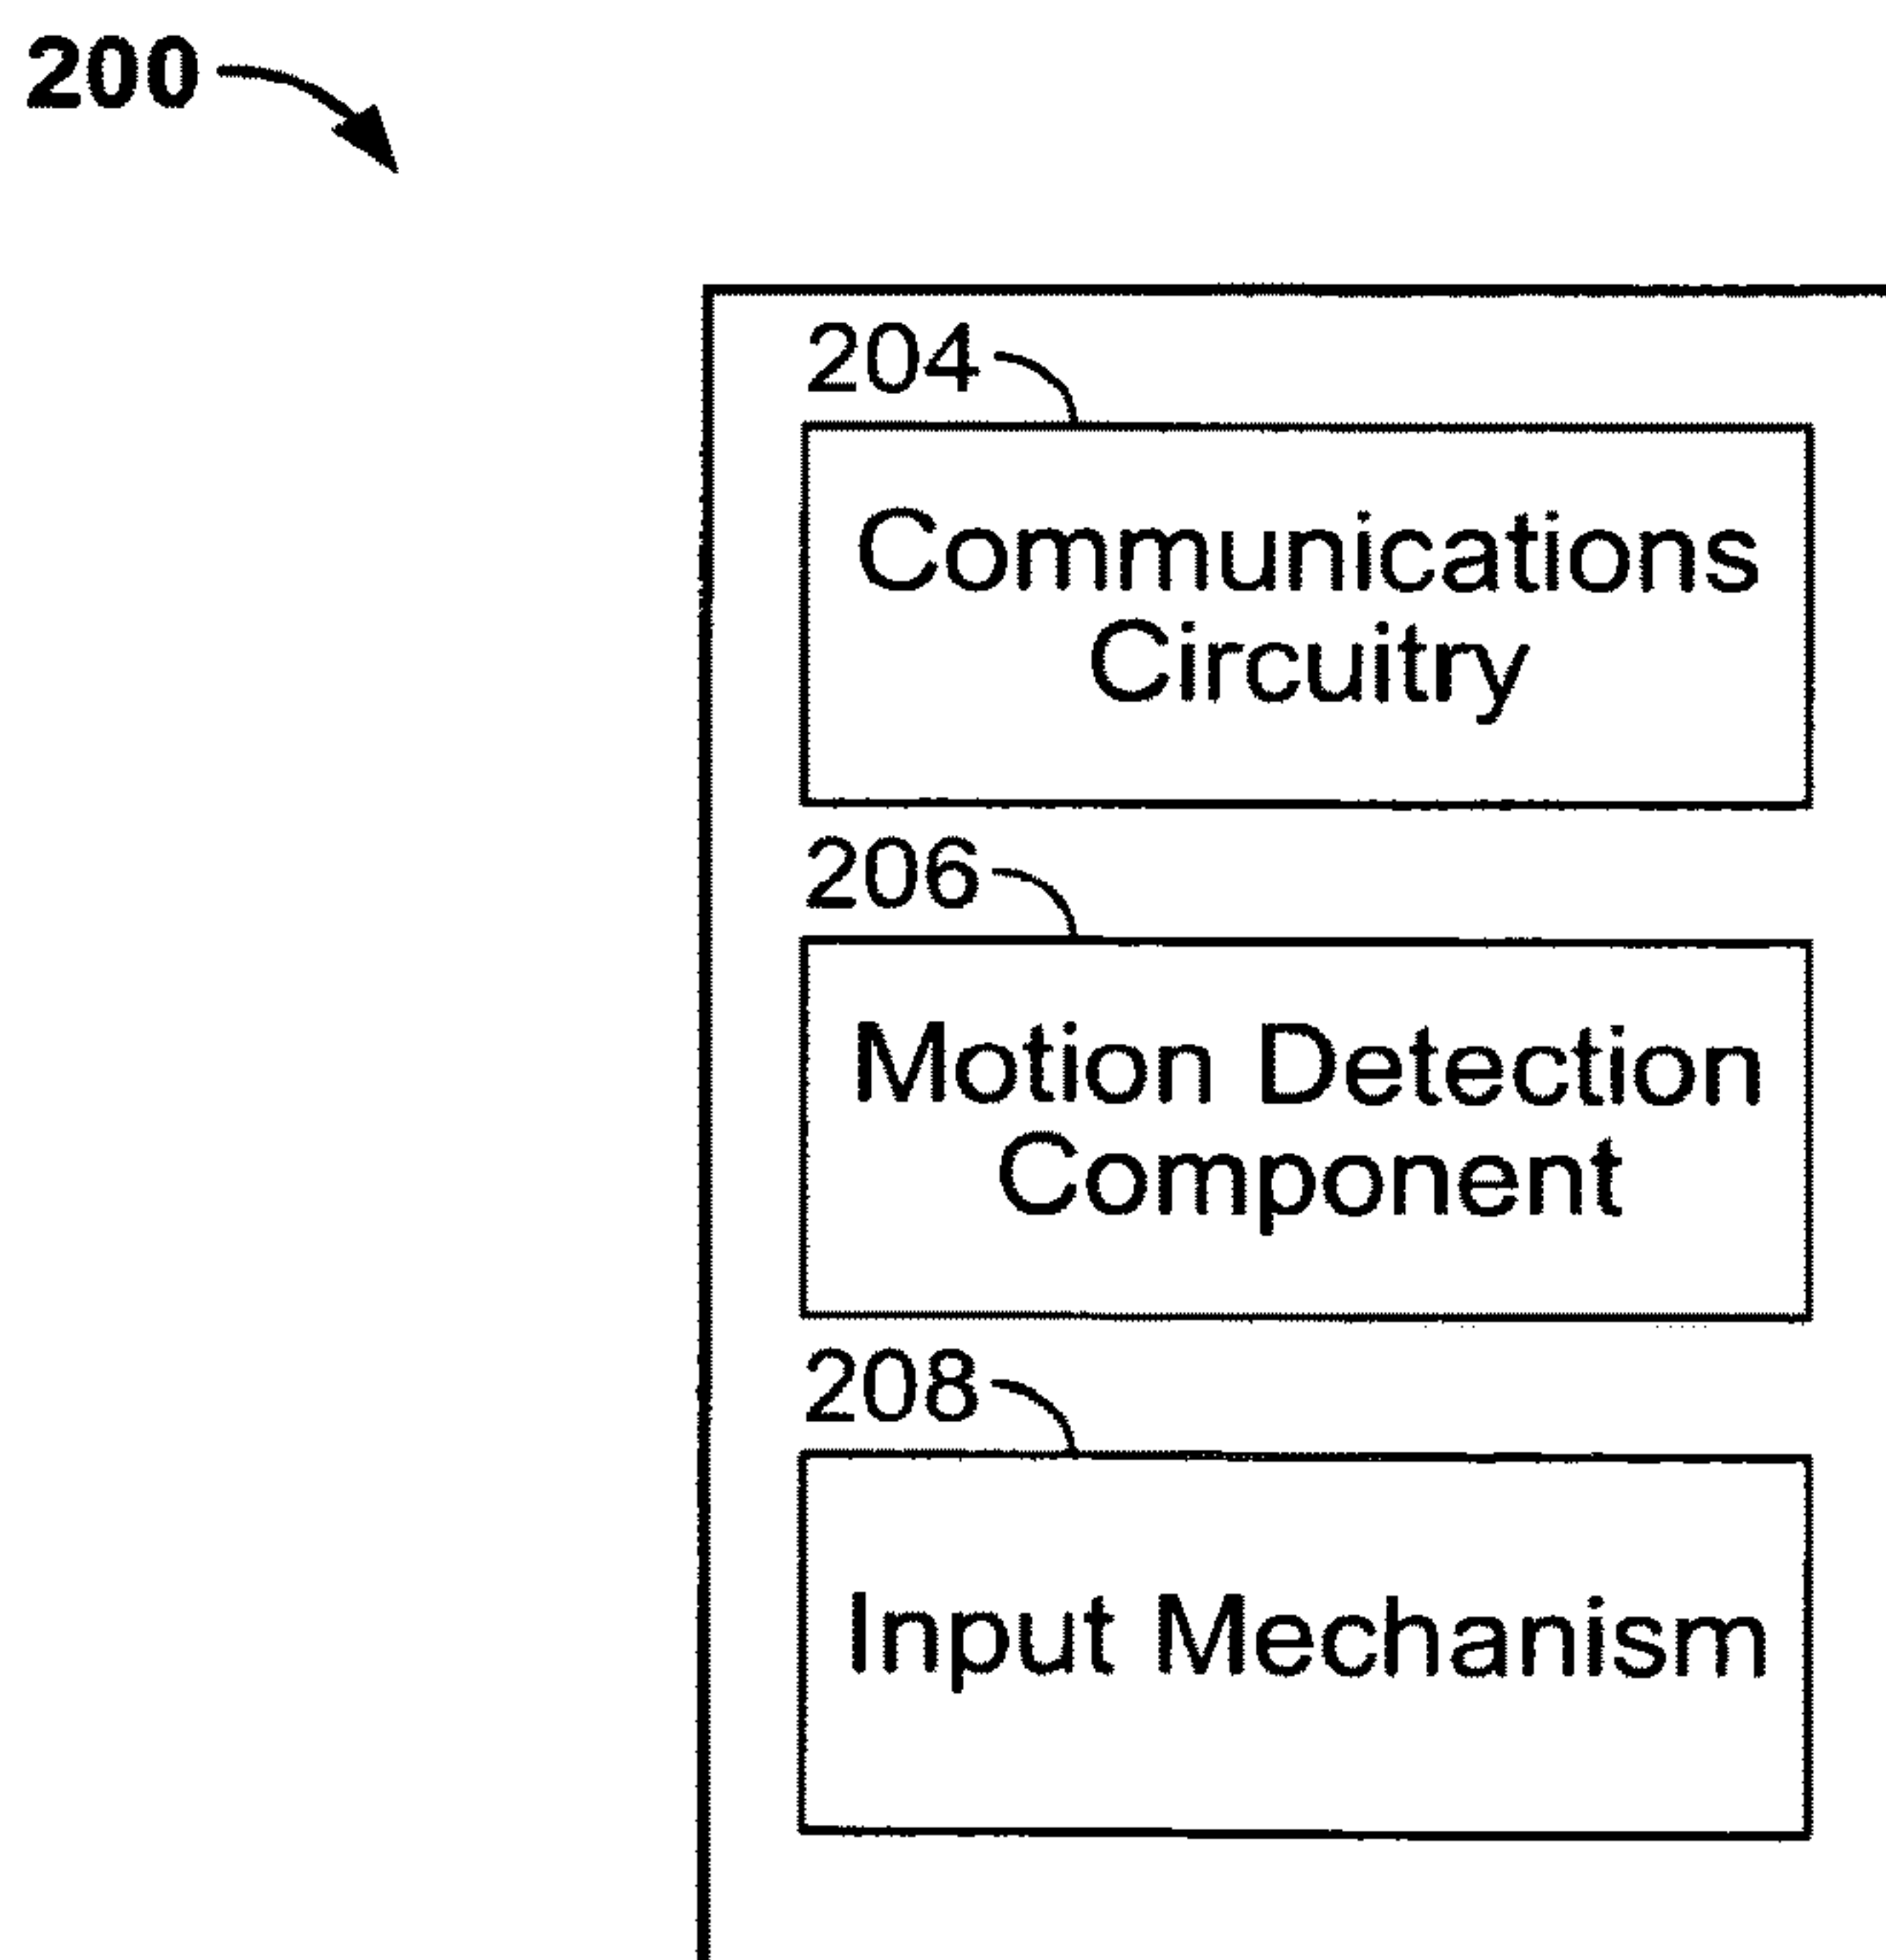 200
204
Communications
Circuitry
206
Motion Detection
Component
208
Input Mechanism